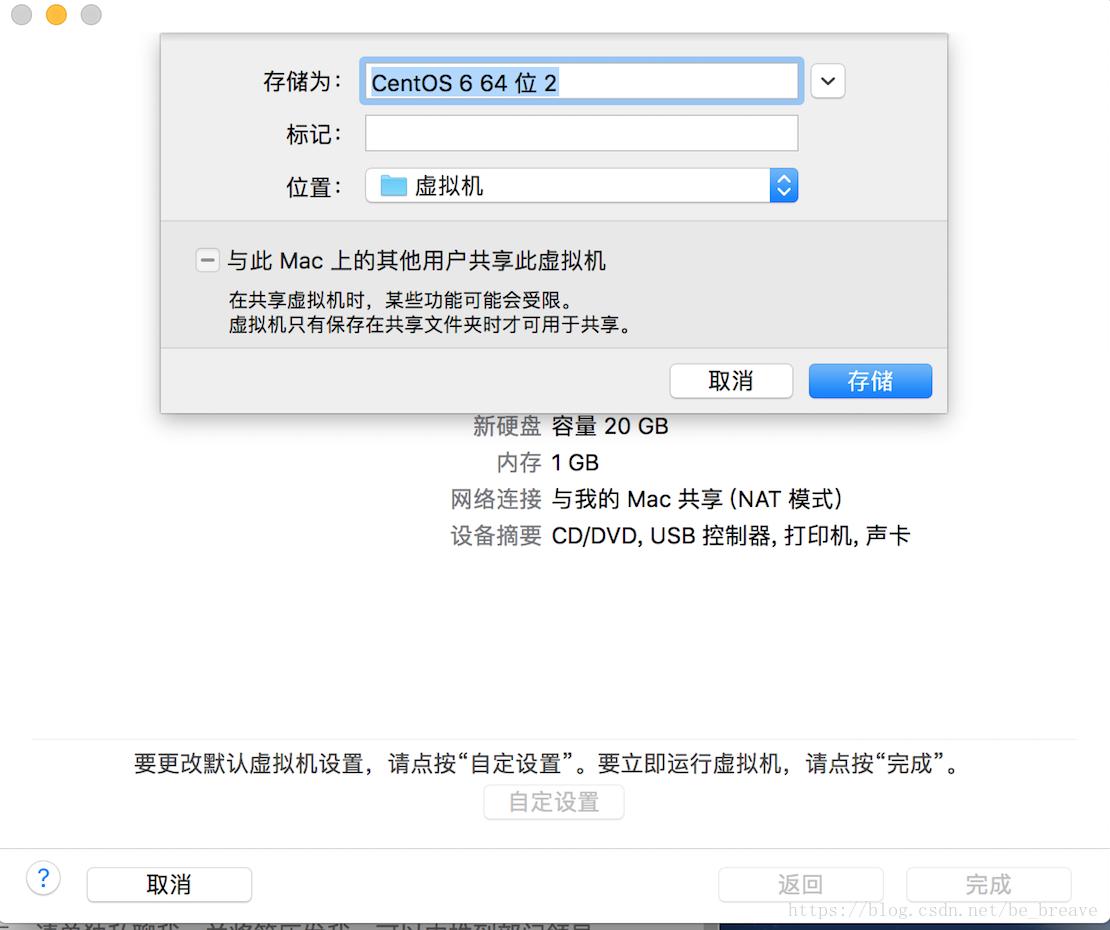 存储为： CentOS 6 64 位 2
标记：
位置： 虚拟机
与此 Mac 上的其他用户共享此虚拟机
在共享虚拟机时，某些功能可能会受限。
虚拟机只有保存在共享文件夹时才可用于共享。
取消 存储
新硬盘 容量 20 GB
内存 1 GB
网络连接 与我的 Mac 共享 (NAT 模式)
设备摘要 CD/DVD, USB 控制器, 打印机, 声卡
要更改默认虚拟机设置，请点按“自定设置”。要立即运行虚拟机，请点按“完成”。
自定设置
? 取消 返回 完成
https://blog.csdn.net/be_breave